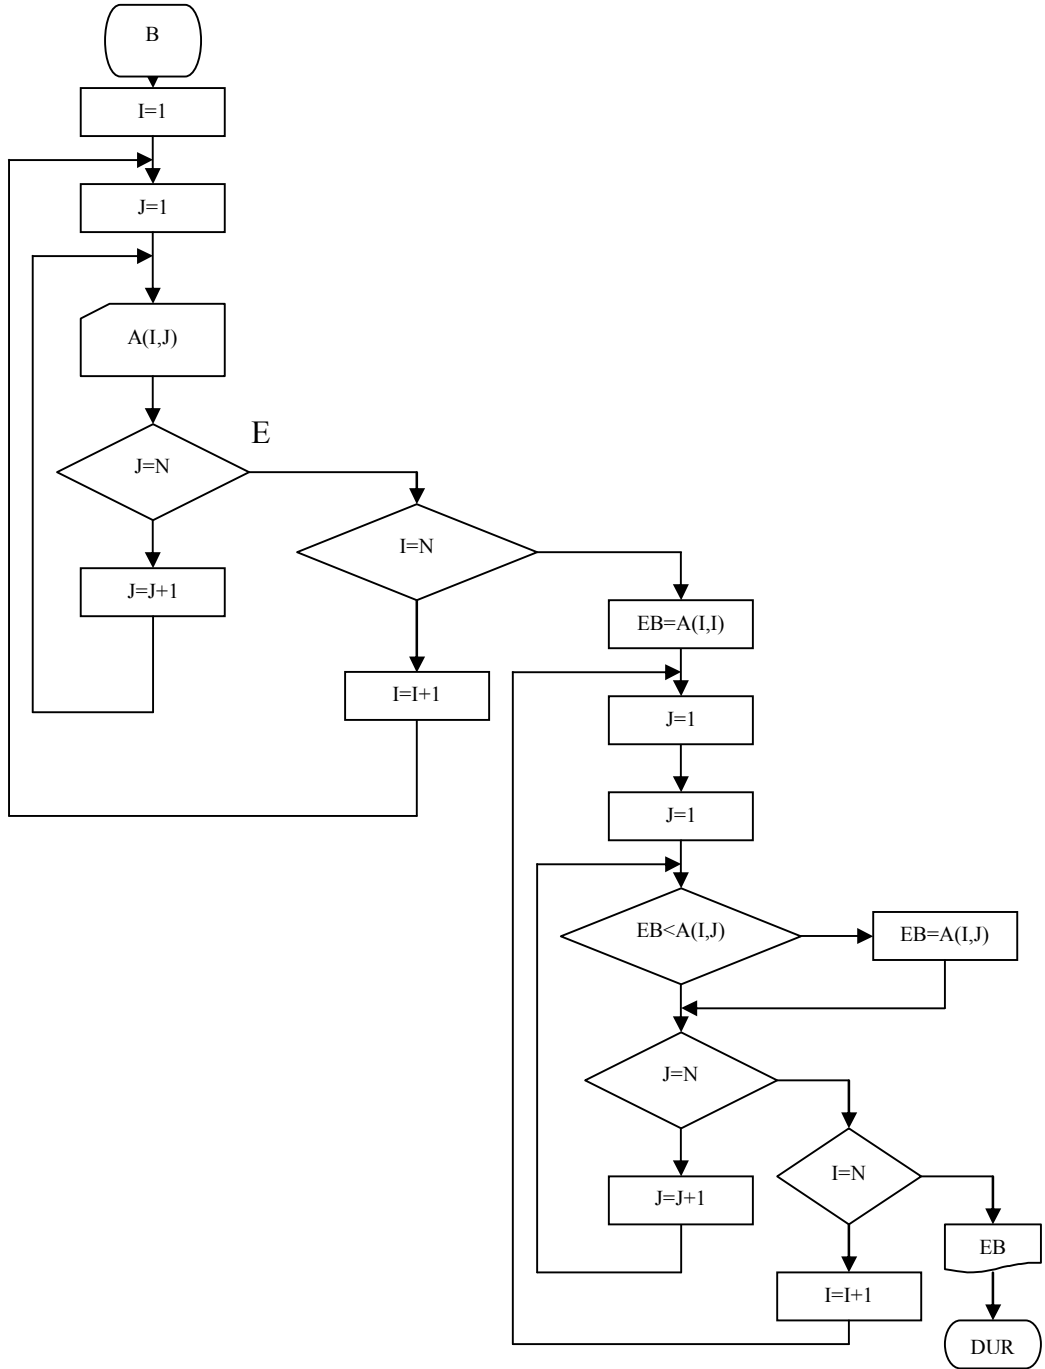 B
I=1
J=1
A(I,J)
J=N
E
J=J+1
I=N
I=I+1
EB=A(I,I)
J=1
J=1
EB<A(I,J)
EB=A(I,J)
J=N
J=J+1
I=N
I=I+1
EB
DUR